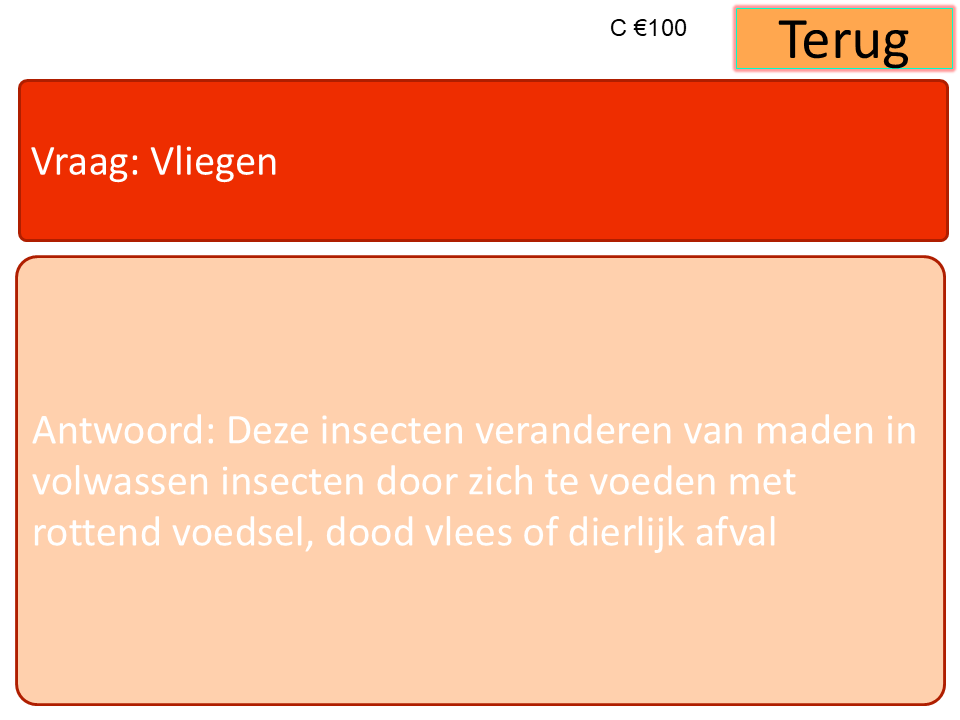 C €100
Terug
Vraag: Vliegen
Antwoord: Deze insecten veranderen van maden in
volwassen insecten door zich te voeden met
rottend voedsel, dood vlees of dierlijk afval